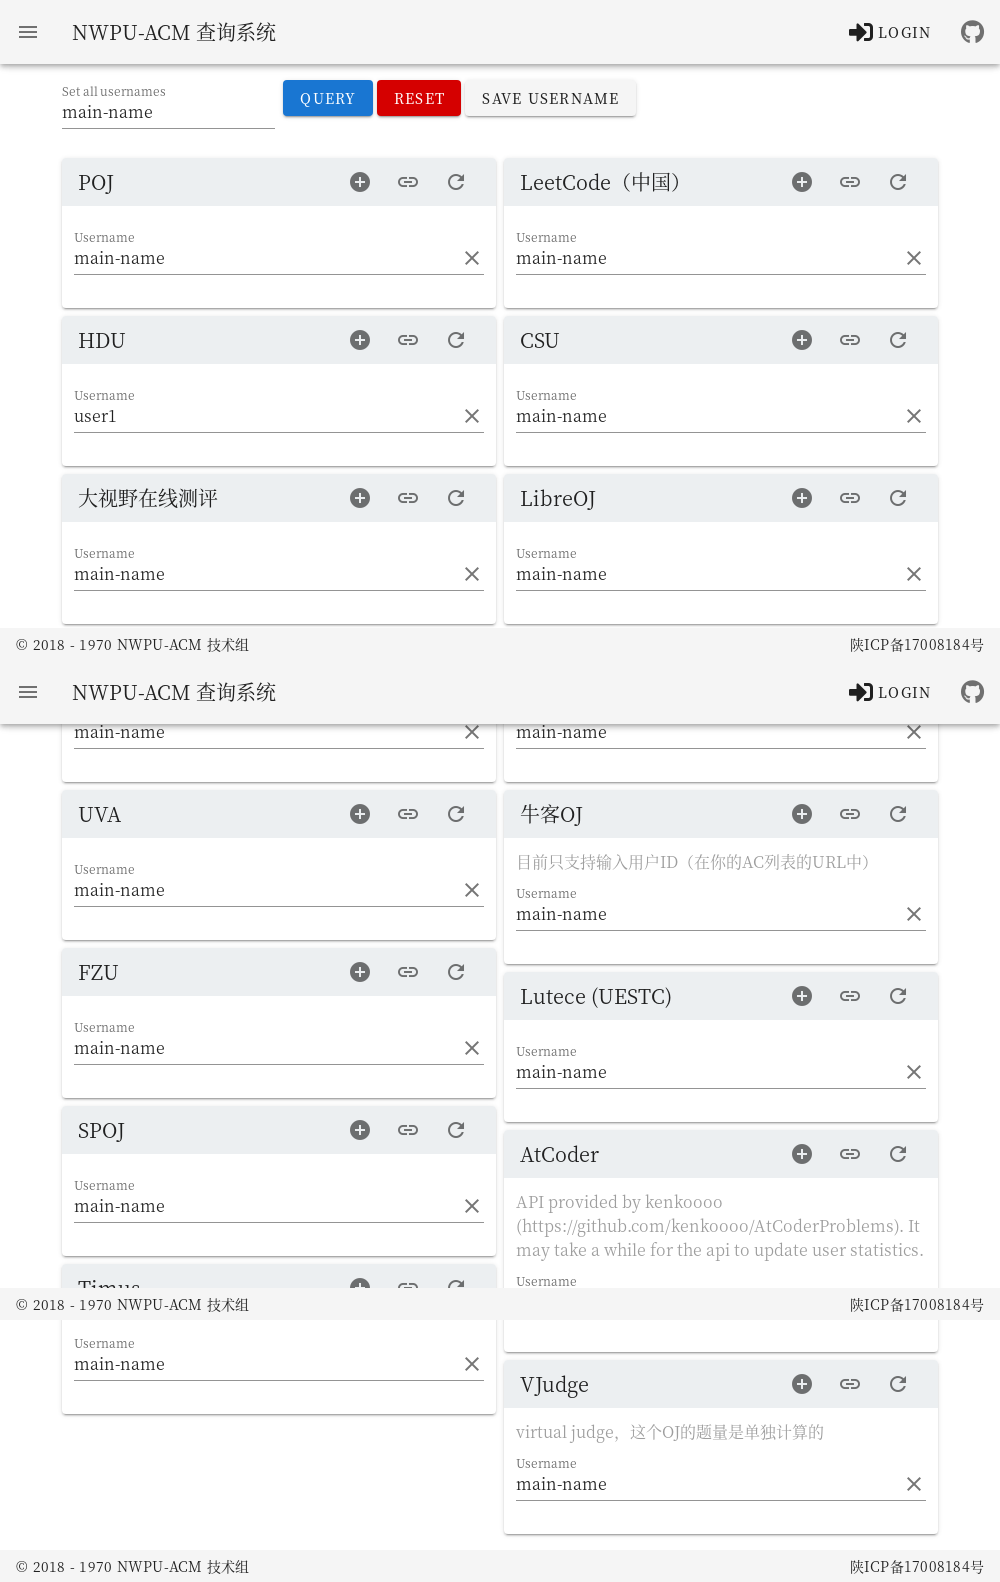 NWPU-ACM 查询系统
LOGIN
Set all usernames
main-name
QUERY
RESET
SAVE USERNAME
POJ
Username
main-name
LeetCode（中国）
Username
main-name
HDU
Username
user1
CSU
Username
main-name
大视野在线测评
Username
main-name
LibreOJ
Username
main-name
© 2018 - 1970 NWPU-ACM 技术组
陕ICP备17008184号
NWPU-ACM 查询系统
LOGIN
main-name
main-name
UVA
Username
main-name
牛客OJ
目前只支持输入用户ID（在你的AC列表的URL中）
Username
main-name
FZU
Username
main-name
Lutece (UESTC)
Username
main-name
SPOJ
Username
main-name
AtCoder
API provided by kenkoooo
(https://github.com/kenkoooo/AtCoderProblems). It
may take a while for the api to update user statistics.
Username
Timus
© 2018 - 1970 NWPU-ACM 技术组
陕ICP备17008184号
Username
main-name
VJudge
virtual judge，这个OJ的题量是单独计算的
Username
main-name
© 2018 - 1970 NWPU-ACM 技术组
陕ICP备17008184号